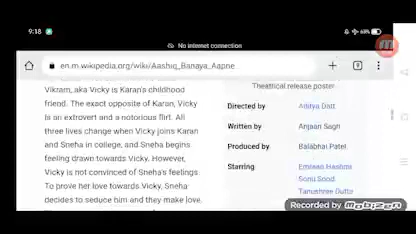 9:38
68%
No internet connection
en.m.wikipedia.org/wiki/Aashiq_Banaya_Aapne
Vikram, aka Vicky is Karan's childhood
friend. The exact opposite of Karan, Vicky
is an extrovert and a notorious flirt. All
three lives change when Vicky joins Karan
and Sneha in college, and Sneha begins
feeling drawn towards Vicky. However,
Vicky is not convinced of Sneha's feelings
To prove her love towards Vicky, Sneha
decides to seduce him and they make love.
Theatrical release poster
Directed by Aditya Datt
Written by Anjaan Sagri
Produced by Balabhai Patel
Starring Emraan Hashmi
Sonu Sood
Tanushree Dutta
Recorded by Mobizen